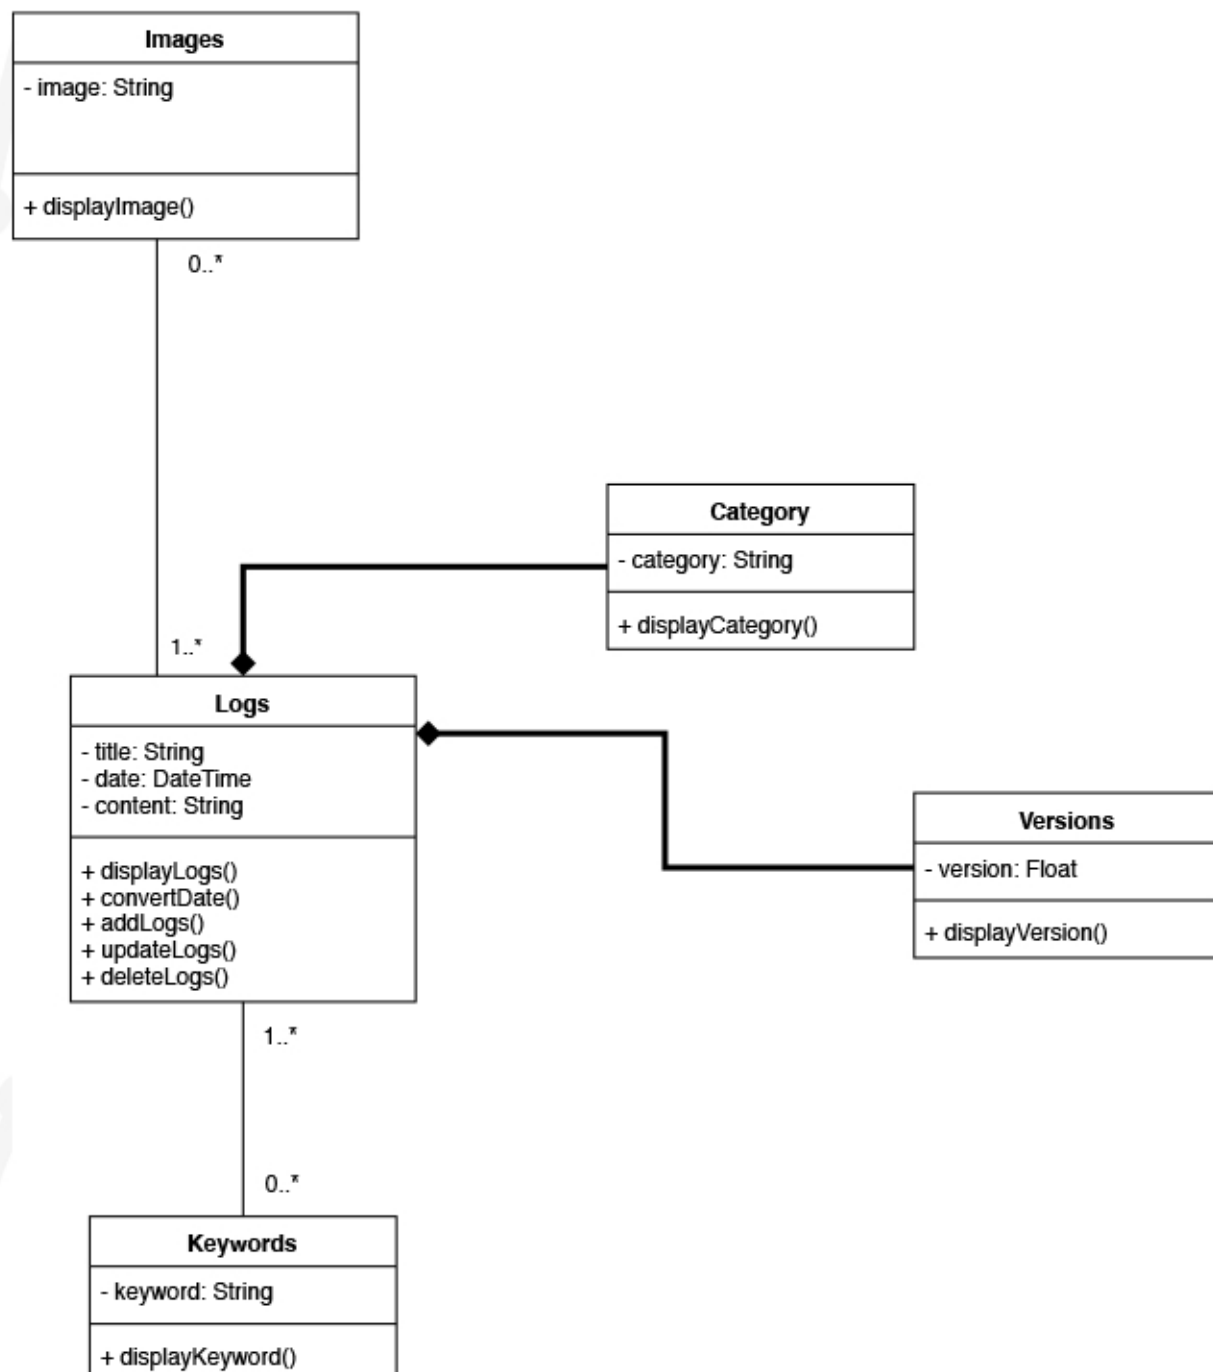 Images
- image: String
+ displayImage()
0..*
Category
- category: String
+ displayCategory()
1..*
Logs
- title: String
- date: DateTime
- content: String
+ displayLogs()
+ convertDate()
+ addLogs()
+ updateLogs()
+ deleteLogs()
Versions
- version: Float
+ displayVersion()
1..*
0..*
Keywords
- keyword: String
+ displayKeyword()